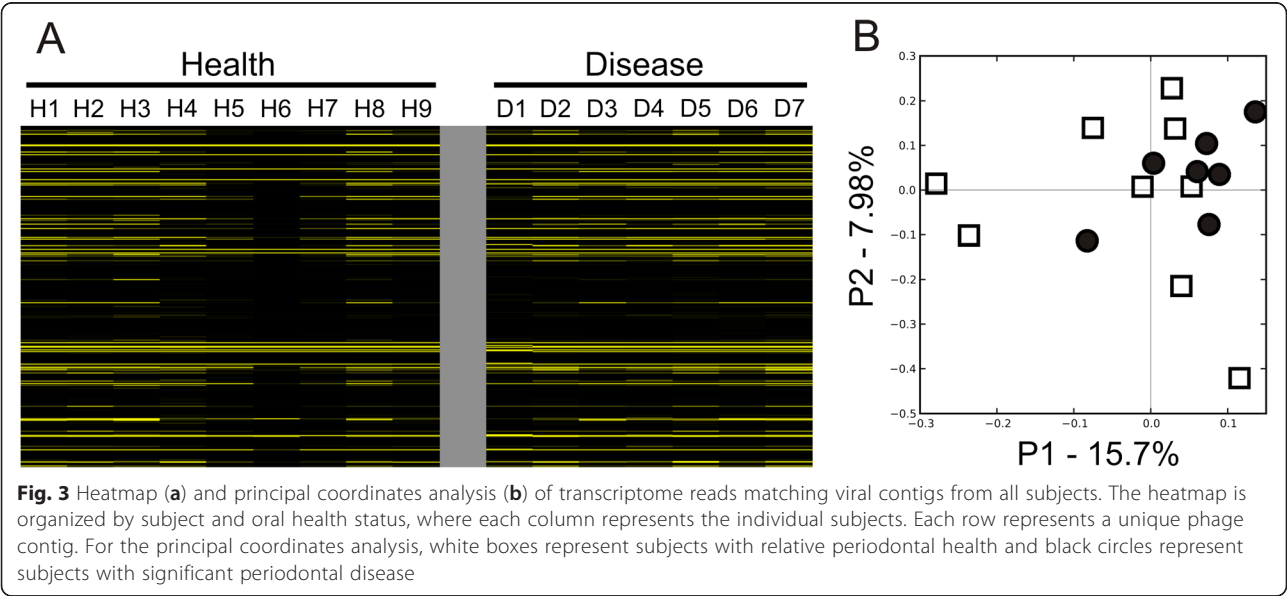 A
Health
Disease
H1 H2 H3 H4 H5 H6 H7 H8 H9
D1 D2 D3 D4 D5 D6 D7
B
0.3
0.2
0.1
0.0
−0.1
−0.2
−0.3
−0.4
−0.5
P2 - 7.98%
−0.3 −0.2 −0.1 0.0 0.1
P1 - 15.7%
Fig. 3 Heatmap (a) and principal coordinates analysis (b) of transcriptome reads matching viral contigs from all subjects. The heatmap is
organized by subject and oral health status, where each column represents the individual subjects. Each row represents a unique phage
contig. For the principal coordinates analysis, white boxes represent subjects with relative periodontal health and black circles represent
subjects with significant periodontal disease